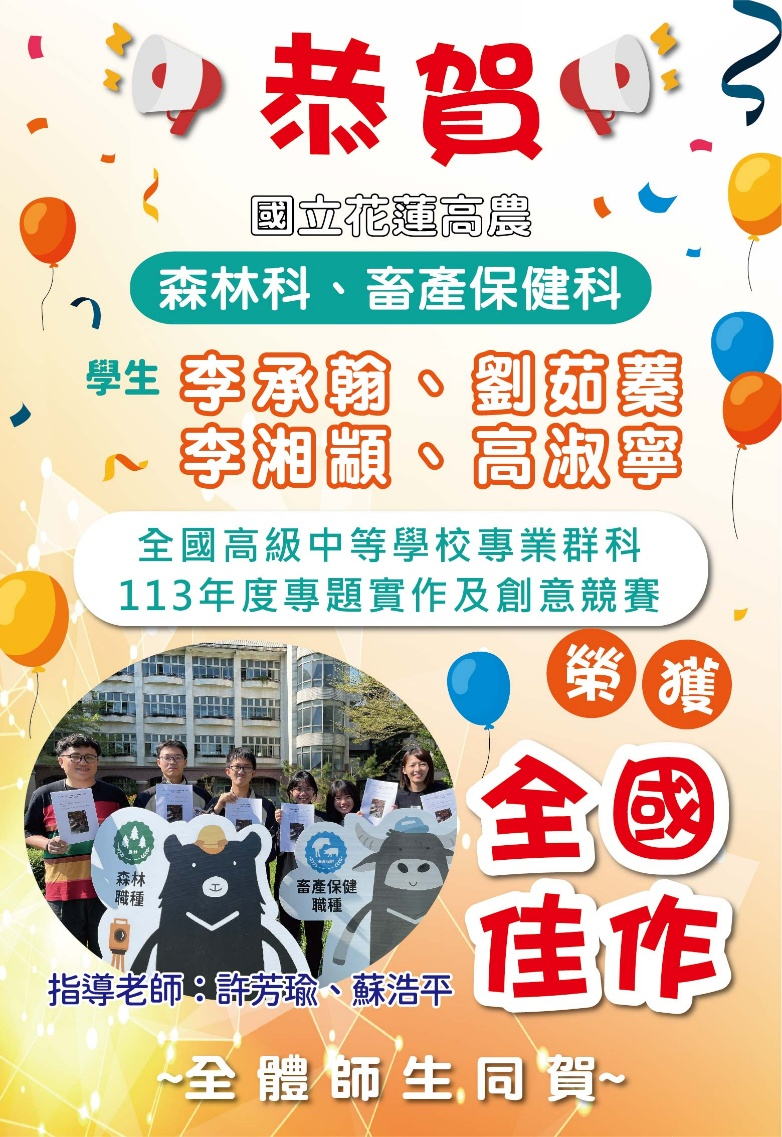 恭賀
國立花蓮高農
森林科、畜產保健科
學生 李承翰、劉茹蓁
李湘顓、高淑寧
全國高級中等學校專業群科
113年度專題實作及創意競賽
榮獲
全國
佳作
森林
職種
畜產保健
職種
指導老師：許芳瑜、蘇浩平
~全體師生同賀~